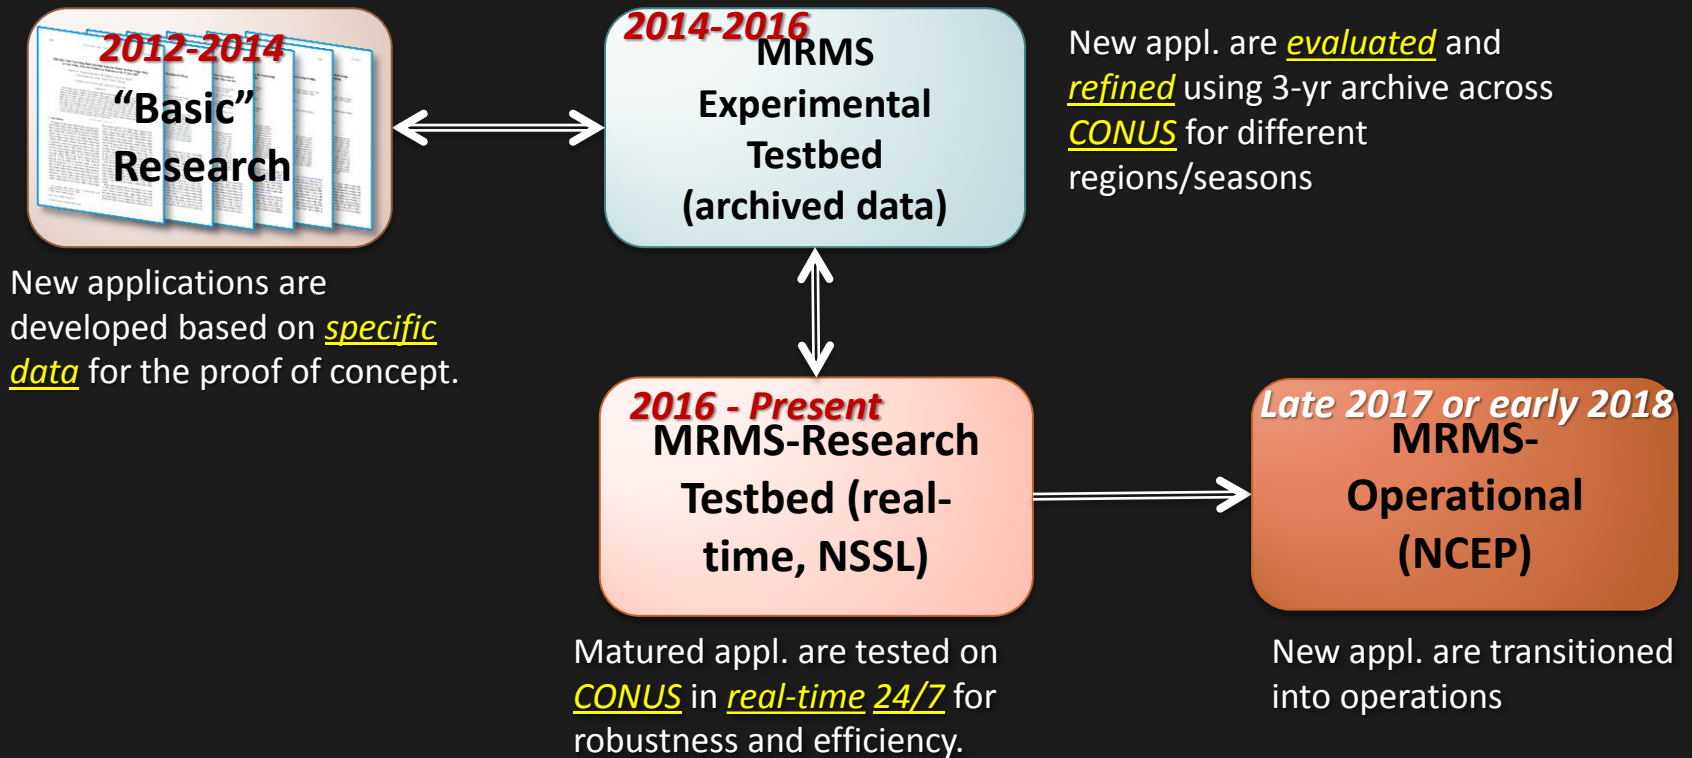 2012-2014
“Basic”
Research
New applications are
developed based on specific
data for the proof of concept.
2014-2016
MRMS
Experimental
Testbed
(archived data)
New appl. are evaluated and
refined using 3-yr archive across
CONUS for different
regions/seasons
2016 - Present
MRMS-Research
Testbed (real-
time, NSSL)
Matured appl. are tested on
CONUS in real-time 24/7 for
robustness and efficiency.
Late 2017 or early 2018
MRMS-
Operational
(NCEP)
New appl. are transitioned
into operations